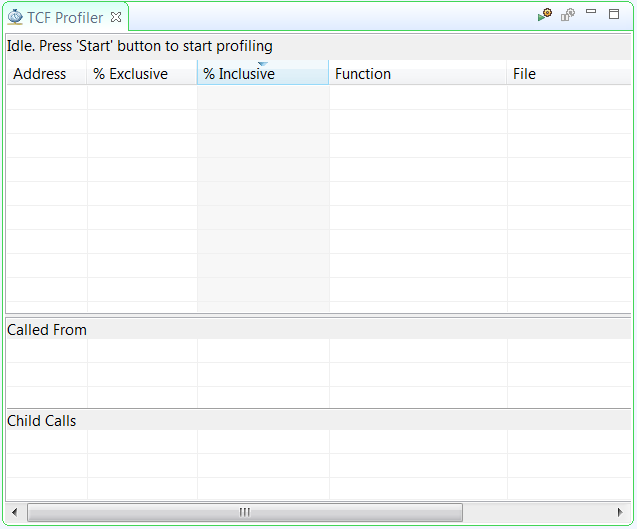 TCF Profiler
Idle. Press 'Start' button to start profiling
Address % Exclusive % Inclusive Function File
Called From
Child Calls